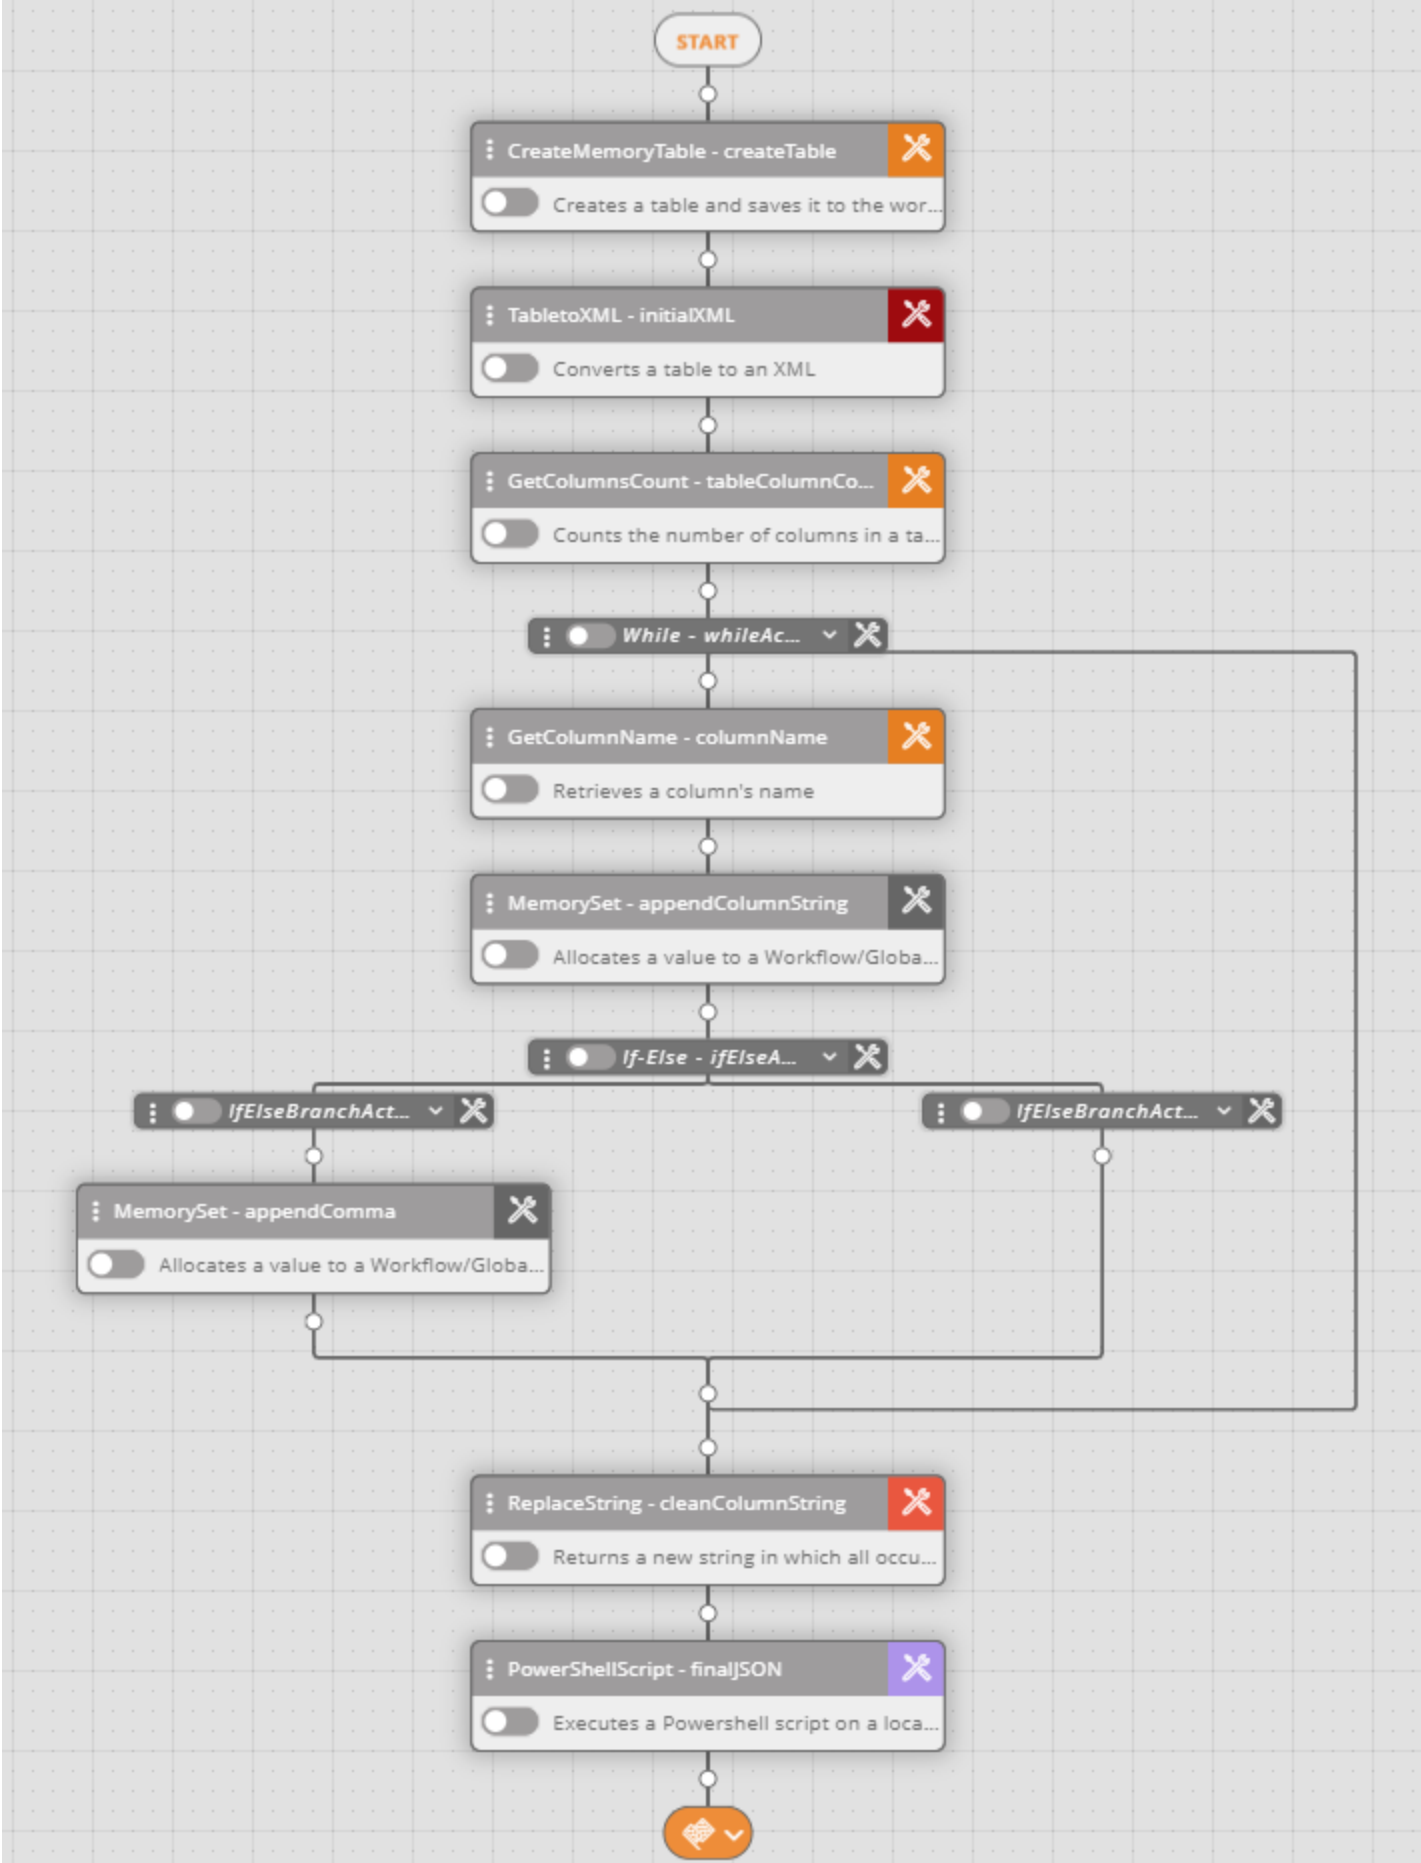 START
CreateMemoryTable - createTable
Creates a table and saves it to the wor...
TabletoXML - initialXML
Converts a table to an XML
GetColumnsCount - tableColumnCo...
Counts the number of columns in a ta...
While - whileAc...
GetColumnName - columnName
Retrieves a column's name
MemorySet - appendColumnString
Allocates a value to a Workflow/Globa...
If-Else - ifElseA...
IfElseBranchAct...
IfElseBranchAct...
MemorySet - appendComma
Allocates a value to a Workflow/Globa...
ReplaceString - cleanColumnString
Returns a new string in which all occu...
PowerShellScript - finalJSON
Executes a Powershell script on a loca...